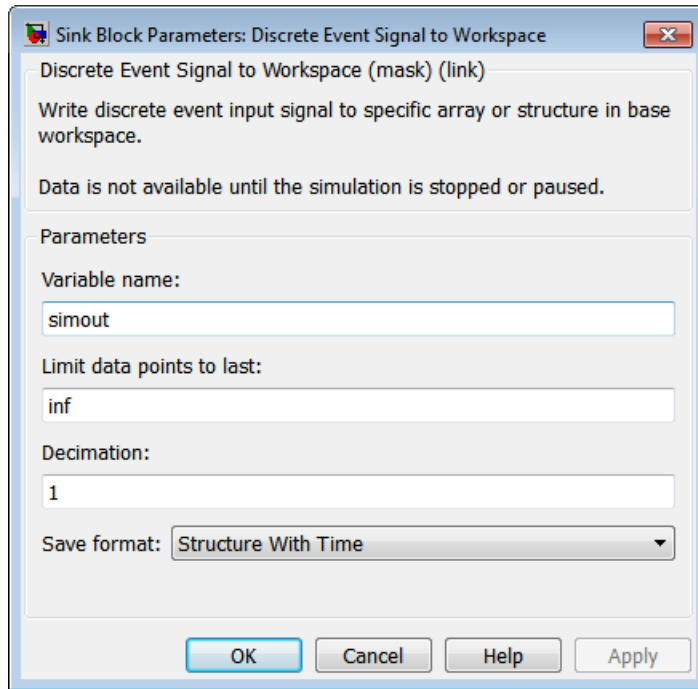 Sink Block Parameters: Discrete Event Signal to Workspace
Discrete Event Signal to Workspace (mask) (link)
Write discrete event input signal to specific array or structure in base
workspace.
Data is not available until the simulation is stopped or paused.
Parameters
Variable name:
simout
Limit data points to last:
inf
Decimation:
1
Save format: Structure With Time
OK Cancel Help Apply